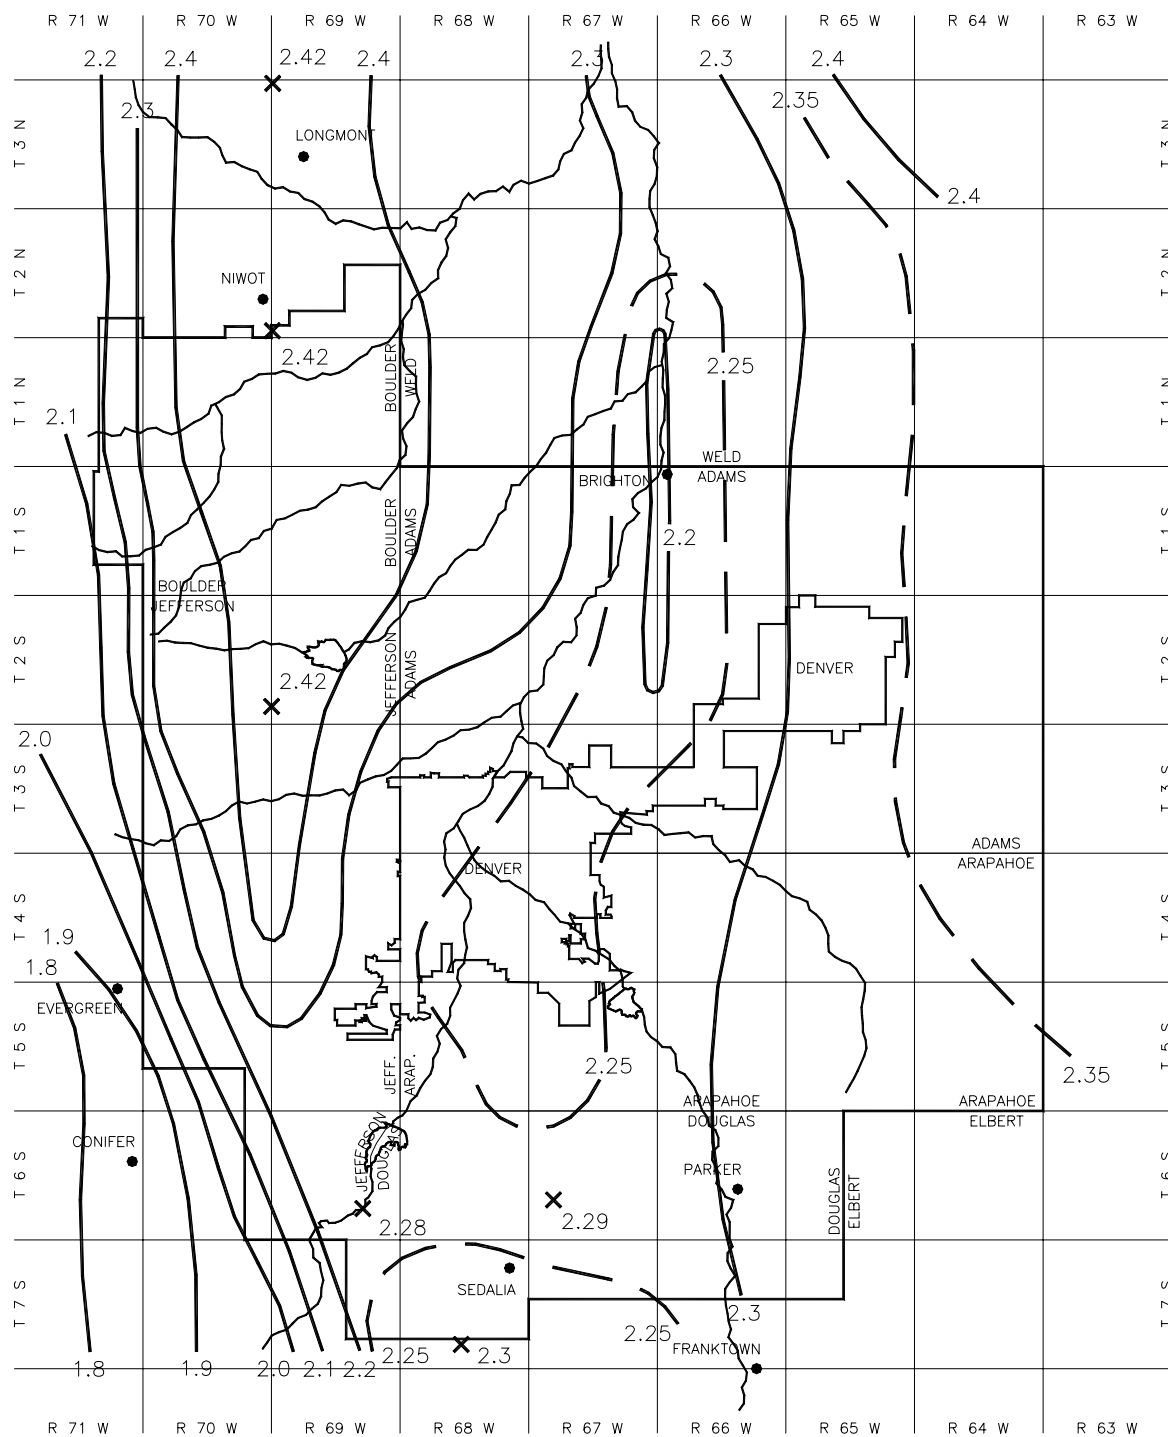 R 71 W R 70 W R 69 W R 68 W R 67 W R 66 W R 65 W R 64 W R 63 W
2.2 2.4 2.42 2.4 2.3 2.3 2.4
2.3 2.35
LONGMONT
T 3 N T 3 N
2.4
NIWOT
T 2 N T 2 N
2.42 2.25
BOULDER
WELD
T 1 N T 1 N
2.1
WELD
BRIGHTON ADAMS
T 1 S T 1 S
BOULDER
ADAMS
2.2
BOULDER
JEFFERSON
T 2 S T 2 S
JEFFERSON
ADAMS
DENVER
2.42
2.0
T 3 S T 3 S
ADAMS
ARAPAHOE
DENVER
T 4 S T 4 S
1.9
1.8
EVERGREEN
T 5 S T 5 S
JEFF.
ARAP.
2.25 2.35
ARAPAHOE
DOUGLAS
ARAPAHOE
ELBERT
CONIFER
JEFFERSON
DOUGLAS
T 6 S T 6 S
PARKER
DOUGLAS
ELBERT
2.28 2.29
SEDALIA
T 7 S T 7 S
2.3
2.25
FRANKTOWN
1.8 1.9 2.0 2.1 2.2 2.25 2.3
R 71 W R 70 W R 69 W R 68 W R 67 W R 66 W R 65 W R 64 W R 63 W